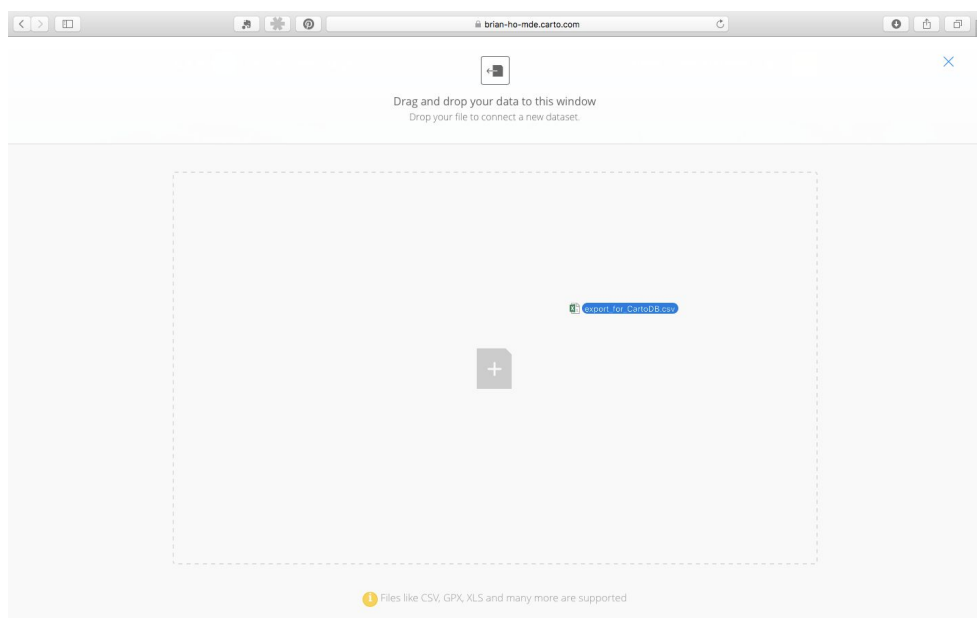 brian-ho-mde.carto.com
Drag and drop your data to this window
Drop your file to connect a new dataset.
export_for_CartoDB.csv
Files like CSV, GPX, XLS and many more are supported